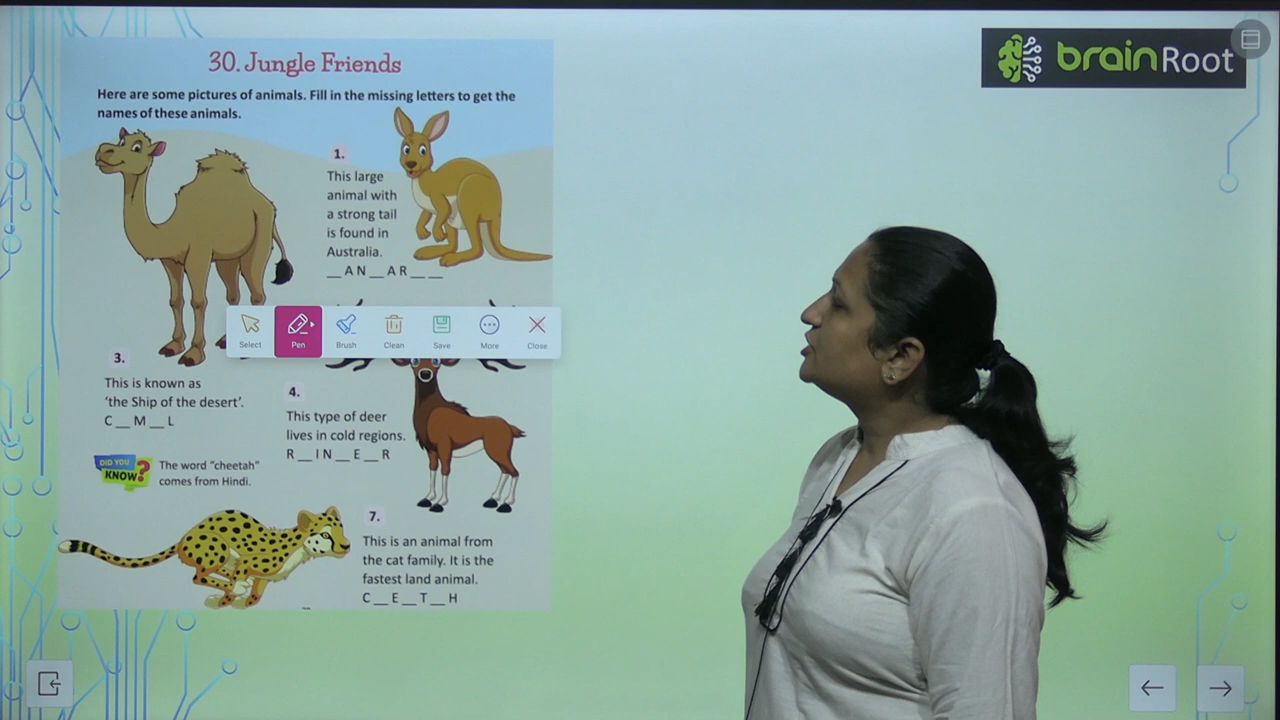 brainRoot
30. Jungle Friends
Here are some pictures of animals. Fill in the missing letters to get the
names of these animals.
1.
This large
animal with
a strong tail
is found in
Australia.
__ A N __ A R __ __
Select Pen Brush Clean Save More Close
3.
This is known as
‘the Ship of the desert’.
C __ M __ L
4.
This type of deer
lives in cold regions.
R __ I N __ E __ R
DID YOU
KNOW?
The word “cheetah”
comes from Hindi.
7.
This is an animal from
the cat family. It is the
fastest land animal.
C __ E __ T __ H